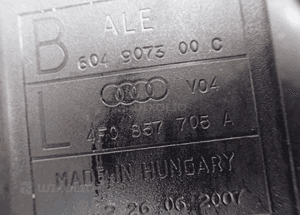 B ALE
604 9073 00 C
V04
L 4F0 857 705 A
MADE IN HUNGARY
26.06.2007